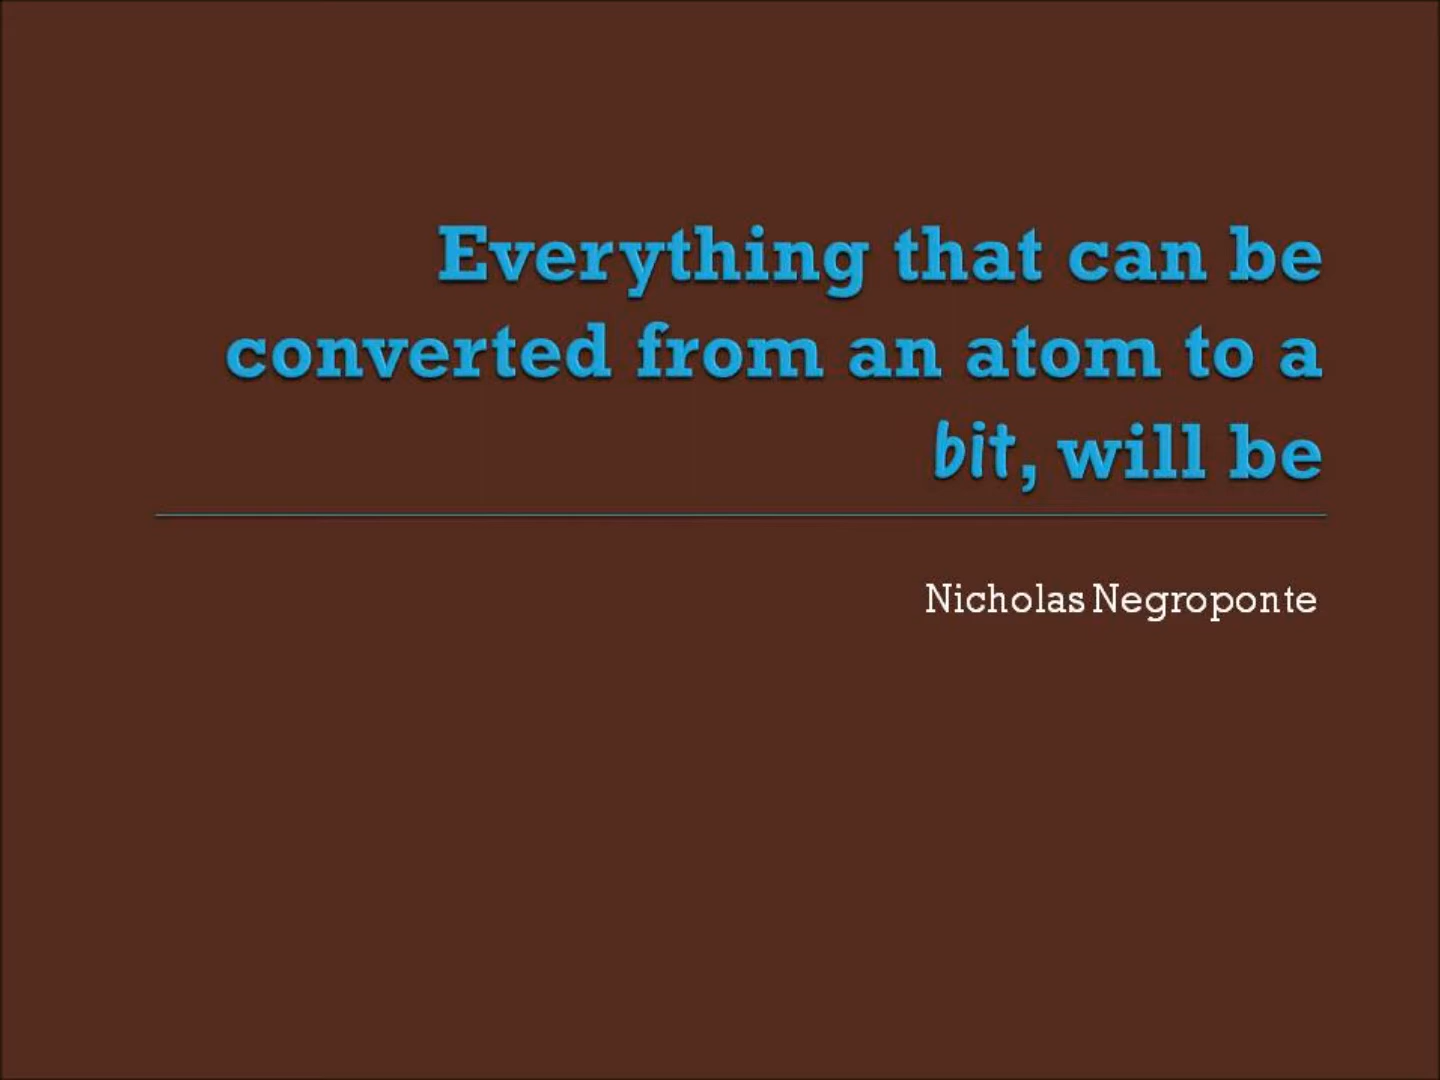 Everything that can be
converted from an atom to a
bit, will be
Nicholas Negroponte